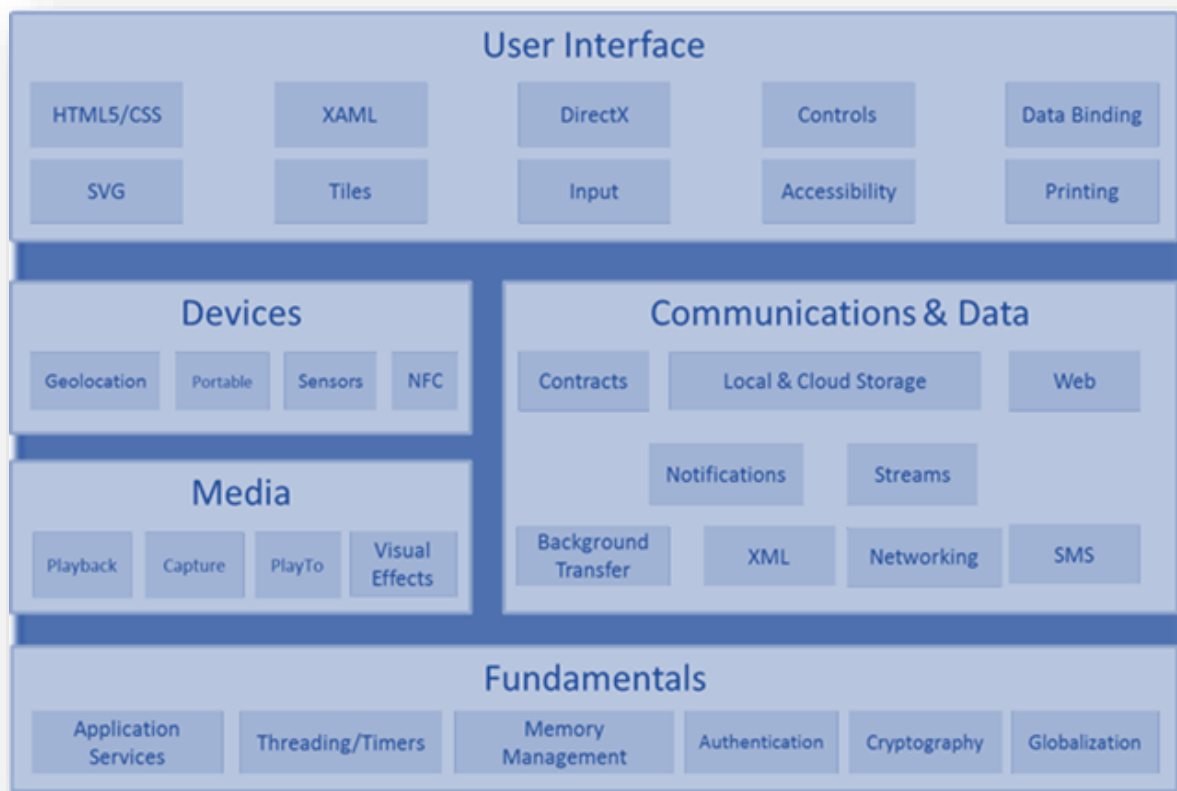 User Interface
HTML5/CSS
XAML
DirectX
Controls
Data Binding
SVG
Tiles
Input
Accessibility
Printing
Devices
Geolocation
Portable
Sensors
NFC
Communications & Data
Contracts
Local & Cloud Storage
Web
Notifications
Streams
Background
Transfer
XML
Networking
SMS
Media
Playback
Capture
PlayTo
Visual
Effects
Fundamentals
Application
Services
Threading/Timers
Memory
Management
Authentication
Cryptography
Globalization